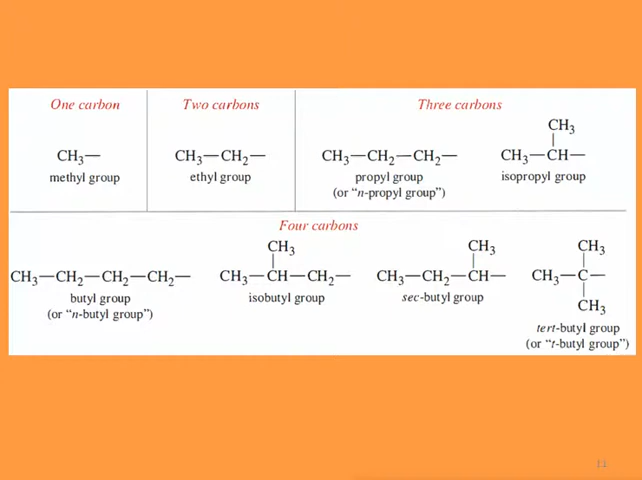 One carbon
Two carbons
Three carbons
CH3—
methyl group
CH3—CH2—
ethyl group
CH3—CH2—CH2—
propyl group
(or “n-propyl group”)
CH3
CH3—CH—
isopropyl group
Four carbons
CH3—CH2—CH2—CH2—
butyl group
(or “n-butyl group”)
CH3
CH3—CH—CH2—
isobutyl group
CH3
CH3—CH2—CH—
sec-butyl group
CH3
CH3—C—
CH3
tert-butyl group
(or “t-butyl group”)